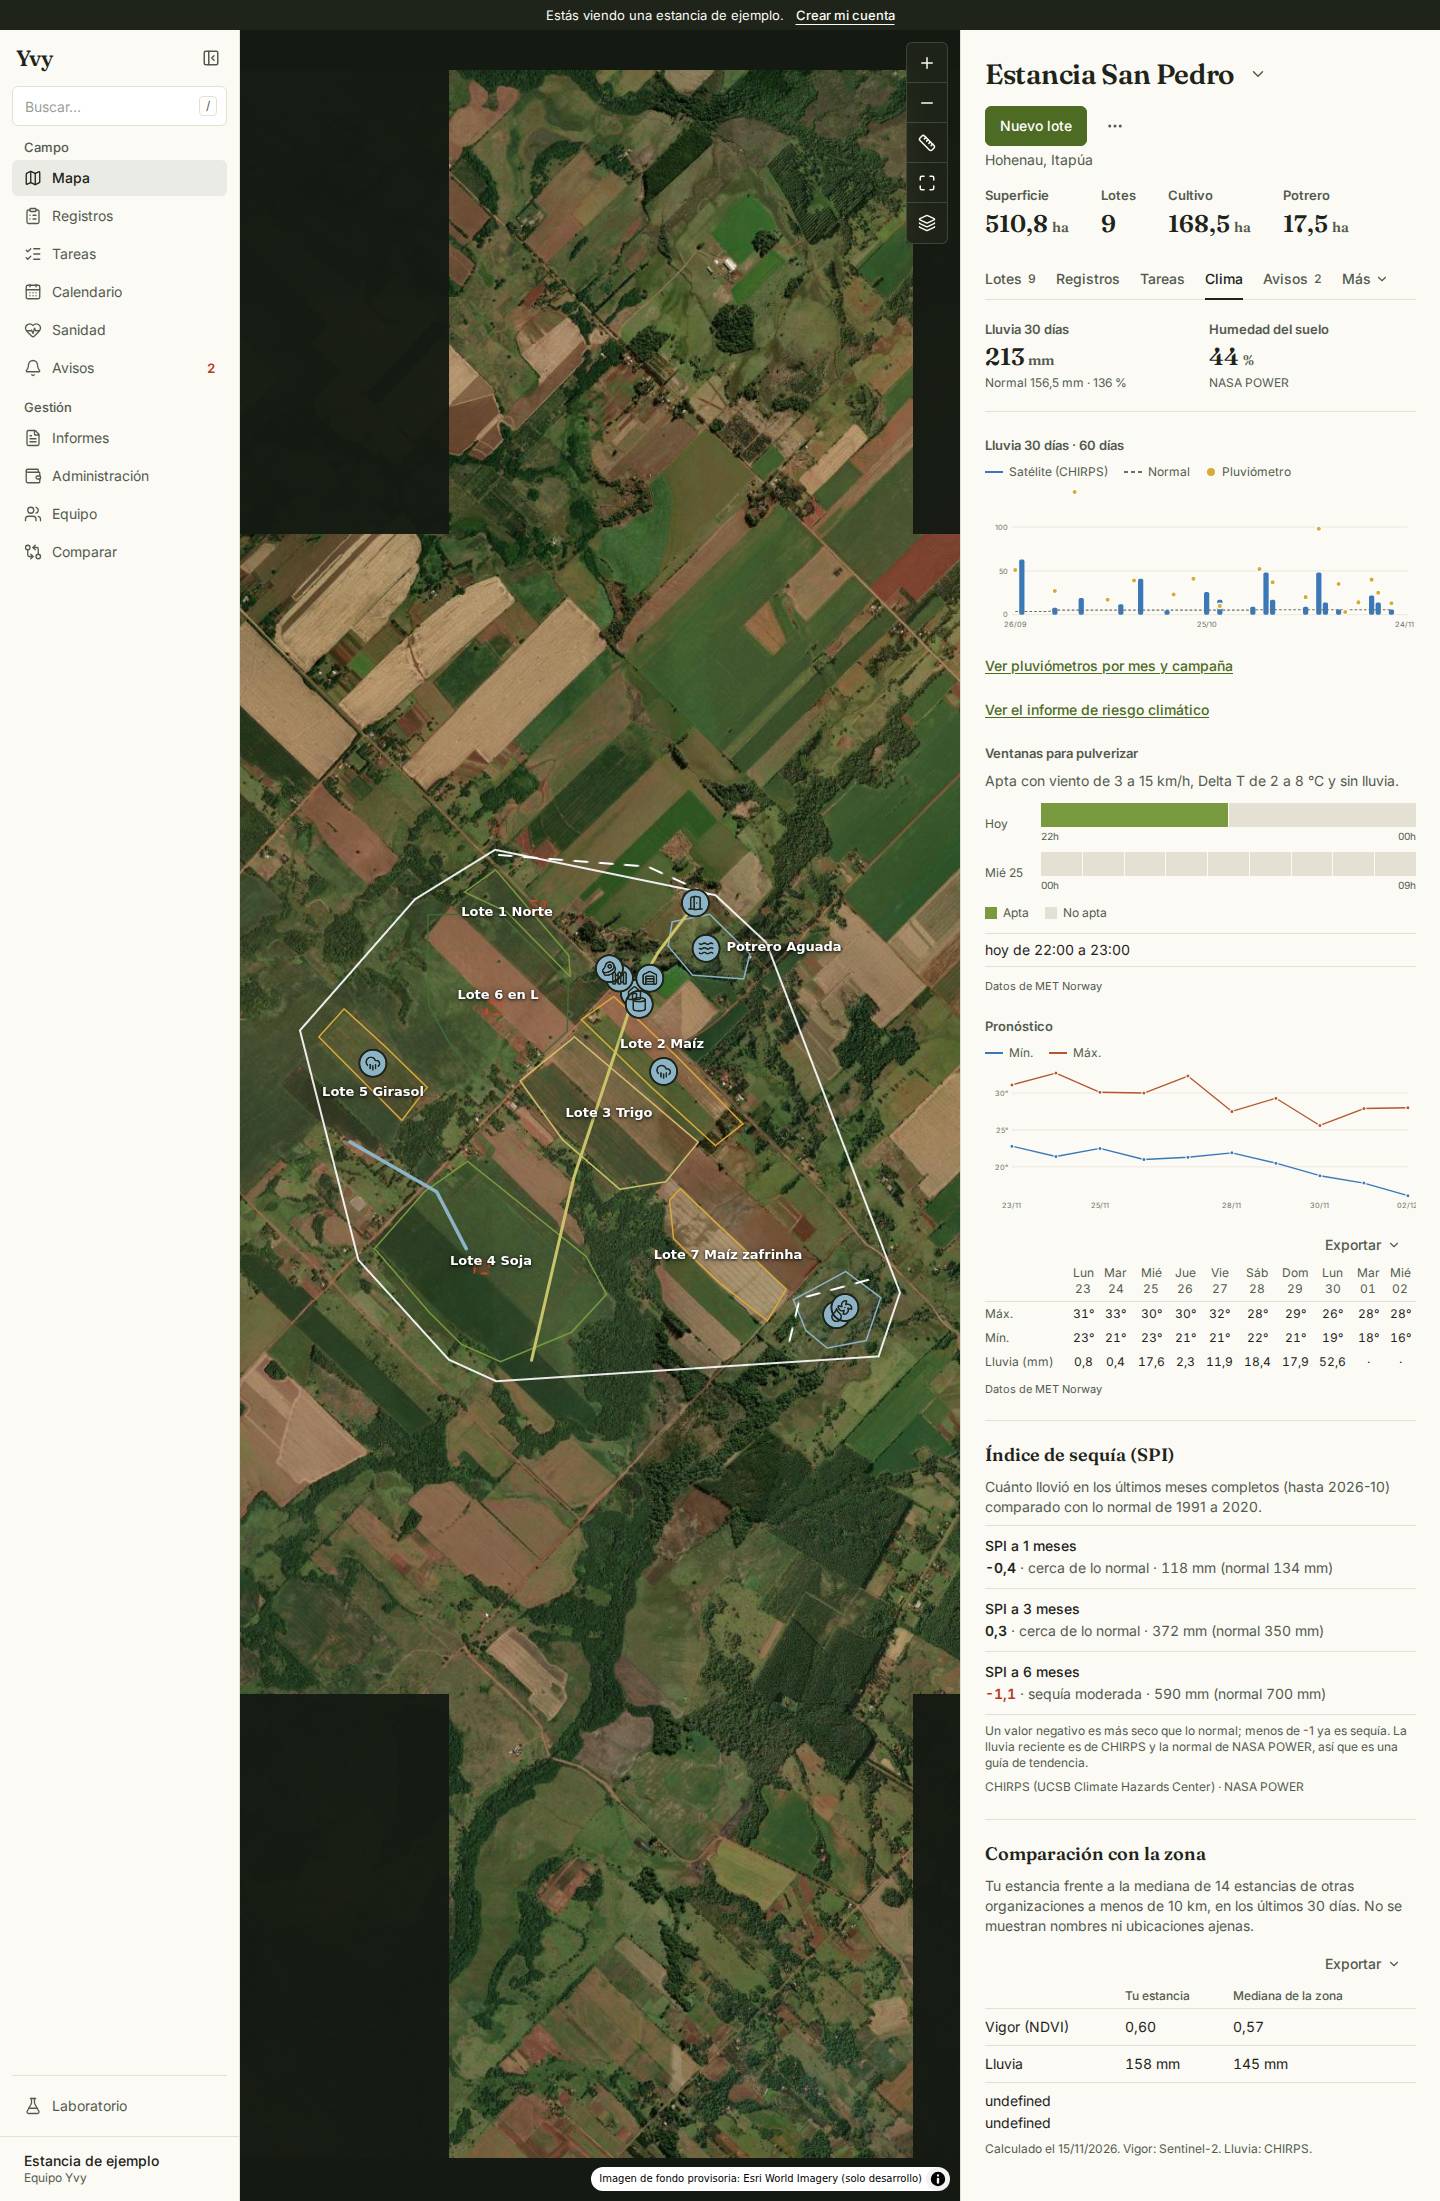 Estás viendo una estancia de ejemplo. Crear mi cuenta
Yvy
Buscar... /
Campo
Mapa
Registros
Tareas
Calendario
Sanidad
Avisos 2
Gestión
Informes
Administración
Equipo
Comparar
Laboratorio
Estancia de ejemplo
Equipo Yvy
Lote 1 Norte
Potrero Aguada
Lote 6 en L
Lote 2 Maíz
Lote 5 Girasol
Lote 3 Trigo
Lote 4 Soja
Lote 7 Maíz zafrinha
Imagen de fondo provisoria: Esri World Imagery (solo desarrollo)
Estancia San Pedro
Nuevo lote
Hohenau, Itapúa
Superficie Lotes Cultivo Potrero
510,8 ha 9 168,5 ha 17,5 ha
Lotes 9 Registros Tareas Clima Avisos 2 Más
Lluvia 30 días Humedad del suelo
213 mm 44 %
Normal 156,5 mm · 136 % NASA POWER
Lluvia 30 días · 60 días
Satélite (CHIRPS) Normal Pluviómetro
100
50
0
26/09 25/10 24/11
Ver pluviómetros por mes y campaña
Ver el informe de riesgo climático
Ventanas para pulverizar
Apta con viento de 3 a 15 km/h, Delta T de 2 a 8 °C y sin lluvia.
Hoy
22h 00h
Mié 25
00h 09h
Apta No apta
hoy de 22:00 a 23:00
Datos de MET Norway
Pronóstico
Mín. Máx.
30°
25°
20°
23/11 25/11 28/11 30/11 02/12
Exportar
Lun Mar Mié Jue Vie Sáb Dom Lun Mar Mié
23 24 25 26 27 28 29 30 01 02
Máx. 31° 33° 30° 30° 32° 28° 29° 26° 28° 28°
Mín. 23° 21° 23° 21° 21° 22° 21° 19° 18° 16°
Lluvia (mm) 0,8 0,4 17,6 2,3 11,9 18,4 17,9 52,6 · ·
Datos de MET Norway
Índice de sequía (SPI)
Cuánto llovió en los últimos meses completos (hasta 2026-10)
comparado con lo normal de 1991 a 2020.
SPI a 1 meses
-0,4 · cerca de lo normal · 118 mm (normal 134 mm)
SPI a 3 meses
0,3 · cerca de lo normal · 372 mm (normal 350 mm)
SPI a 6 meses
-1,1 · sequía moderada · 590 mm (normal 700 mm)
Un valor negativo es más seco que lo normal; menos de -1 ya es sequía. La
lluvia reciente es de CHIRPS y la normal de NASA POWER, así que es una
guía de tendencia.
CHIRPS (UCSB Climate Hazards Center) · NASA POWER
Comparación con la zona
Tu estancia frente a la mediana de 14 estancias de otras
organizaciones a menos de 10 km, en los últimos 30 días. No se
muestran nombres ni ubicaciones ajenas.
Exportar
Tu estancia Mediana de la zona
Vigor (NDVI) 0,60 0,57
Lluvia 158 mm 145 mm
undefined
undefined
Calculado el 15/11/2026. Vigor: Sentinel-2. Lluvia: CHIRPS.